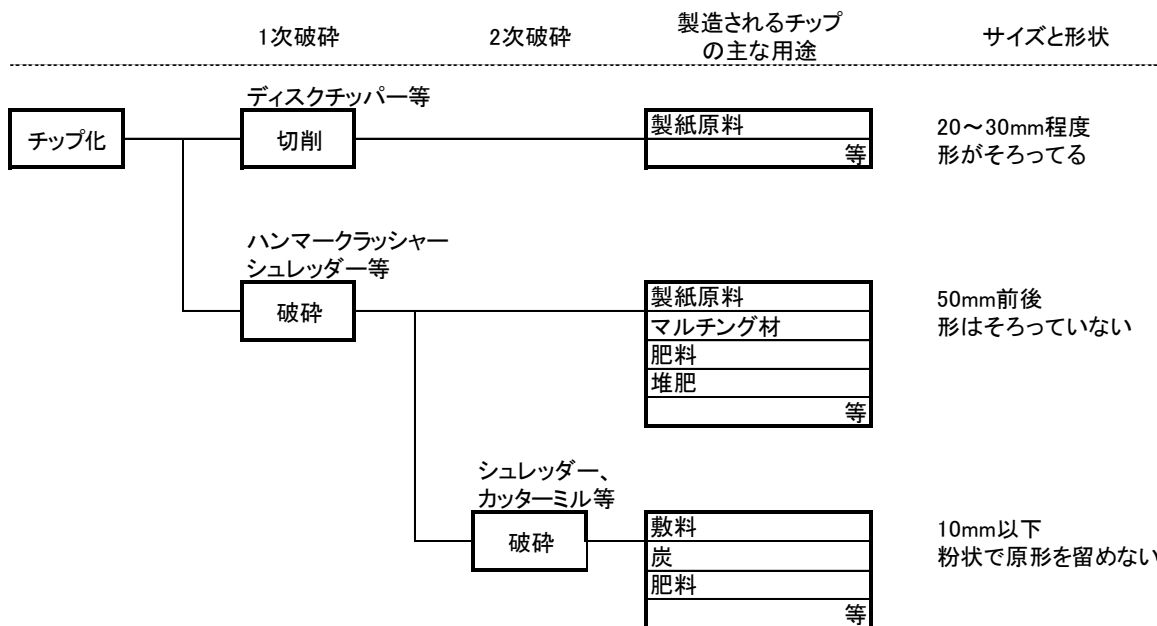 1次破砕
2次破砕
製造されるチップ
の主な用途
サイズと形状
ディスクチッパー等
チップ化
切削
製紙原料
等
20～30mm程度
形がそろってる
ハンマークラッシャー
シュレッダー等
破砕
製紙原料
マルチング材
肥料
堆肥
等
50mm前後
形はそろっていない
シュレッダー、
カッターミル等
破砕
敷料
炭
肥料
等
10mm以下
粉状で原形を留めない